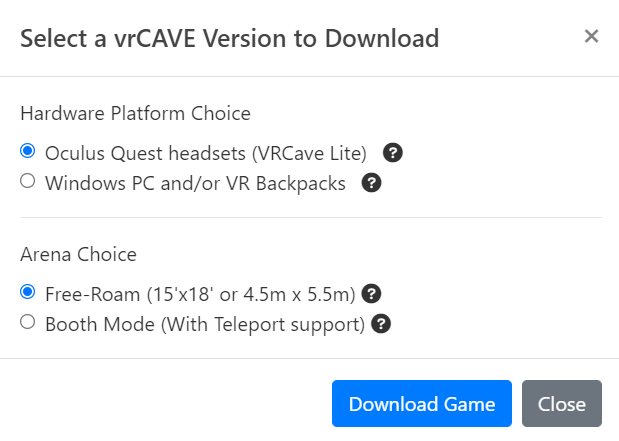 Select a vrCAVE Version to Download
×
Hardware Platform Choice
Oculus Quest headsets (VRCave Lite) ?
Windows PC and/or VR Backpacks ?
Arena Choice
Free-Roam (15'x18' or 4.5m x 5.5m) ?
Booth Mode (With Teleport support) ?
Download Game Close